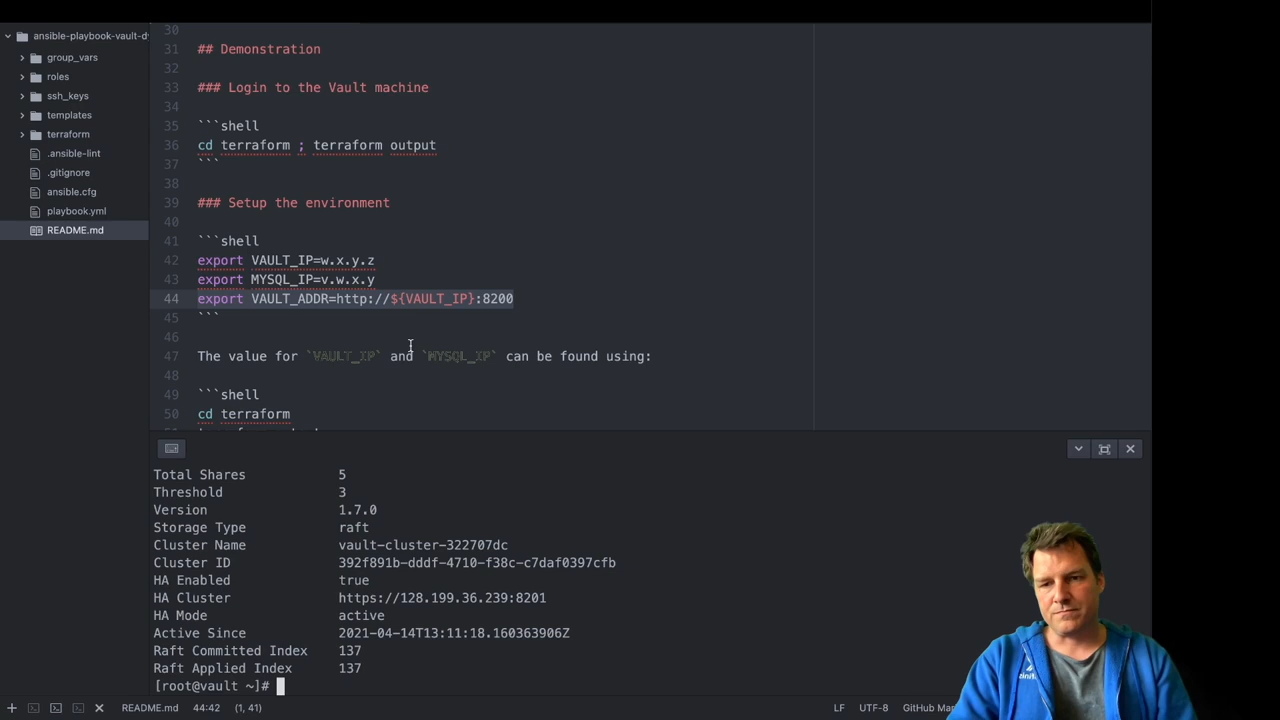 ansible-playbook-vault-d
group_vars
roles
ssh_keys
templates
terraform
.ansible-lint
.gitignore
ansible.cfg
playbook.yml
README.md
30
31 ## Demonstration
32
33 ### Login to the Vault machine
34
35 ```shell
36 cd terraform ; terraform output
37 ```
38
39 ### Setup the environment
40
41 ```shell
42 export VAULT_IP=w.x.y.z
43 export MYSQL_IP=v.w.x.y
44 export VAULT_ADDR=http://${VAULT_IP}:8200
45 ```
46
47 The value for `VAULT_IP` and `MYSQL_IP` can be found using:
48
49 ```shell
50 cd terraform
Total Shares 5
Threshold 3
Version 1.7.0
Storage Type raft
Cluster Name vault-cluster-322707dc
Cluster ID 392f891b-dddf-4710-f38c-c7daf0397cfb
HA Enabled true
HA Cluster https://128.199.36.239:8201
HA Mode active
Active Since 2021-04-14T13:11:18.160363906Z
Raft Committed Index 137
Raft Applied Index 137
[root@vault ~]#
README.md 44:42 (1, 41) LF UTF-8 GitHub Mar